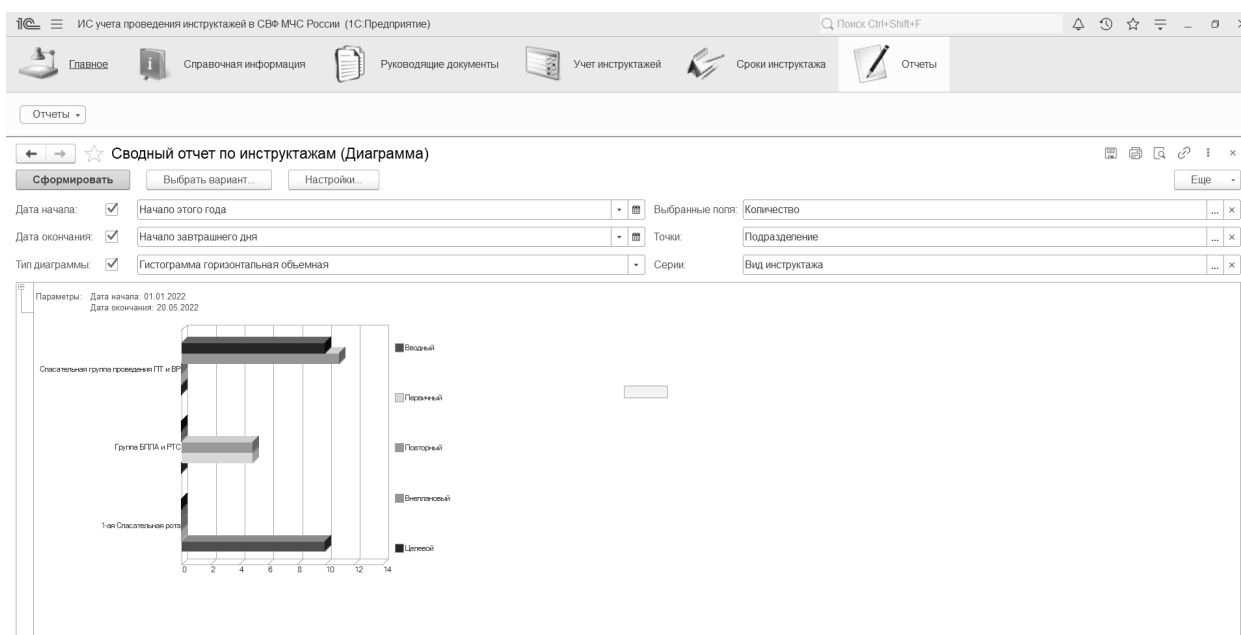 1С ИС учета проведения инструктажей в СВФ МЧС России (1С:Предприятие) Поиск Ctrl+Shift+F
Главное Справочная информация Руководящие документы Учет инструктажей Сроки инструктажа Отчеты
Отчеты
Сводный отчет по инструктажам (Диаграмма)
Сформировать Выбрать вариант... Настройки... Еще
Дата начала: Начало этого года Выбранные поля: Количество
Дата окончания: Начало завтрашнего дня Точки: Подразделение
Тип диаграммы: Гистограмма горизонтальная объемная Серии: Вид инструктажа
Параметры: Дата начала: 01.01.2022
Дата окончания: 20.05.2022
Вводный
Спасательная группа проведения ПТ и ВР
Первичный
Группа БПЛА и РТС
Повторный
Внеплановый
1-ая Спасательная рота
Целевой
0 2 4 6 8 10 12 14